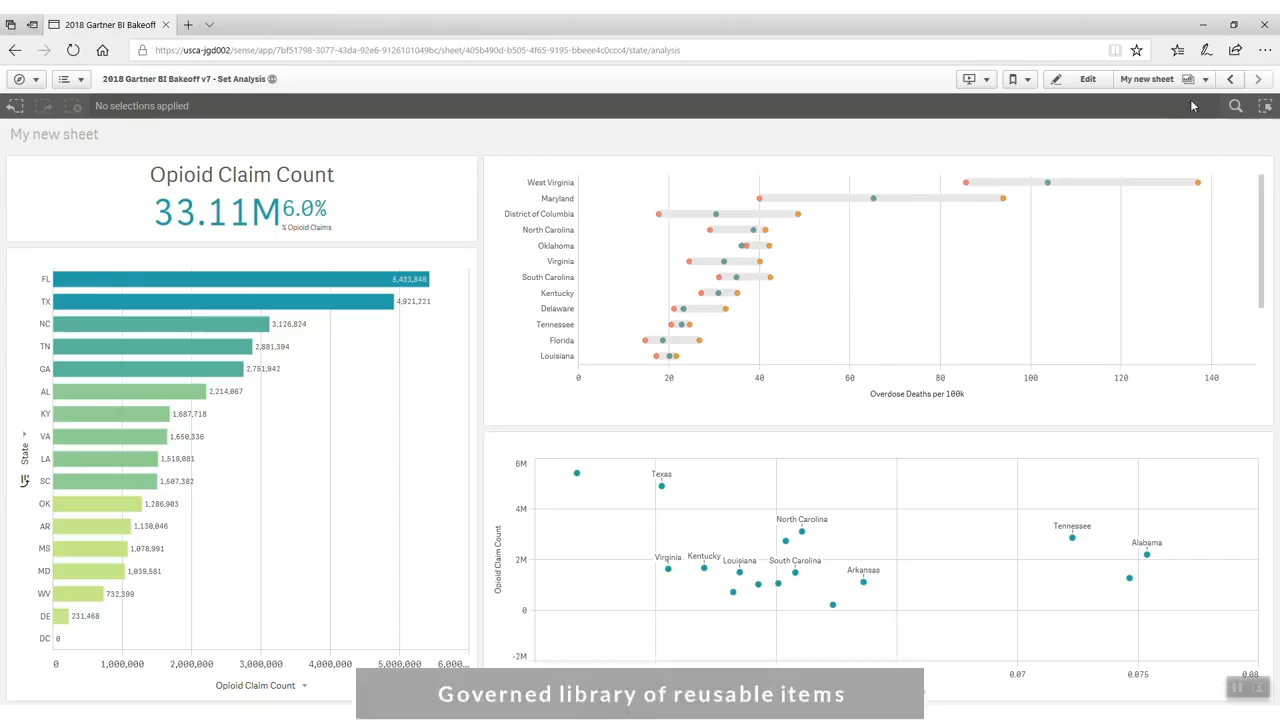 2018 Gartner BI Bakeoff
https://usca-jgd002/sense/app/7bf51798-3077-43da-92e6-9126101049bc/sheet/405b490d-b505-4f65-9195-bbeee4c0ccc4/state/analysis
2018 Gartner BI Bakeoff v7 - Set Analysis
Edit
My new sheet
No selections applied
My new sheet
Opioid Claim Count
33.11M
6.0%
% Opioid Claims
State
FL 5,433,846
TX 4,921,221
NC 3,126,824
TN 2,881,394
GA 2,751,942
AL 2,214,067
KY 1,687,718
VA 1,650,336
LA 1,518,081
SC 1,507,382
OK 1,286,903
AR 1,130,046
MS 1,078,991
MD 1,039,581
WV 732,399
DE 231,468
DC 0
0 1,000,000 2,000,000 3,000,000 4,000,000 5,000,000 6,000...
Opioid Claim Count
West Virginia
Maryland
District of Columbia
North Carolina
Oklahoma
Virginia
South Carolina
Kentucky
Delaware
Tennessee
Florida
Louisiana
0 20 40 60 80 100 120 140
Overdose Deaths per 100k
Opioid Claim Count
6M
4M
2M
0
-2M
Texas
North Carolina
Tennessee
Alabama
Virginia
Kentucky
Louisiana
South Carolina
Arkansas
0.07 0.08
Governed library of reusable items